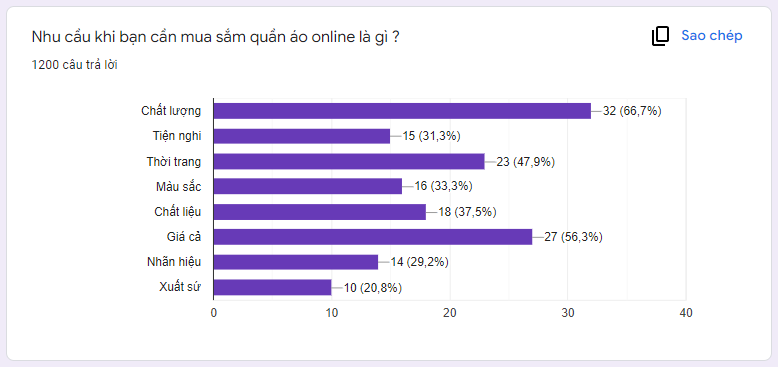 Nhu cầu khi bạn cần mua sắm quần áo online là gì ?
Sao chép
1200 câu trả lời
Chất lượng 32 (66,7%)
Tiện nghi 15 (31,3%)
Thời trang 23 (47,9%)
Màu sắc 16 (33,3%)
Chất liệu 18 (37,5%)
Giá cả 27 (56,3%)
Nhãn hiệu 14 (29,2%)
Xuất sứ 10 (20,8%)
0 10 20 30 40